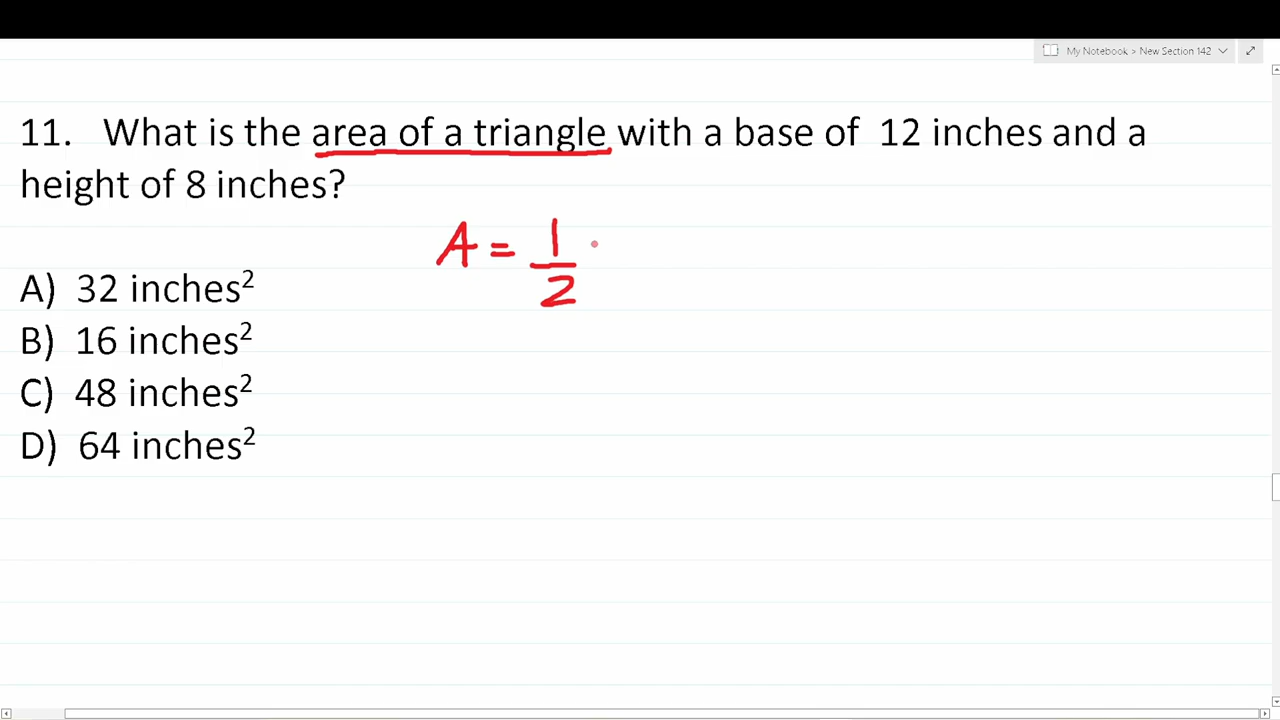 My Notebook > New Section 142
11. What is the area of a triangle with a base of 12 inches and a
height of 8 inches?
A = 1/2
A) 32 inches²
B) 16 inches²
C) 48 inches²
D) 64 inches²